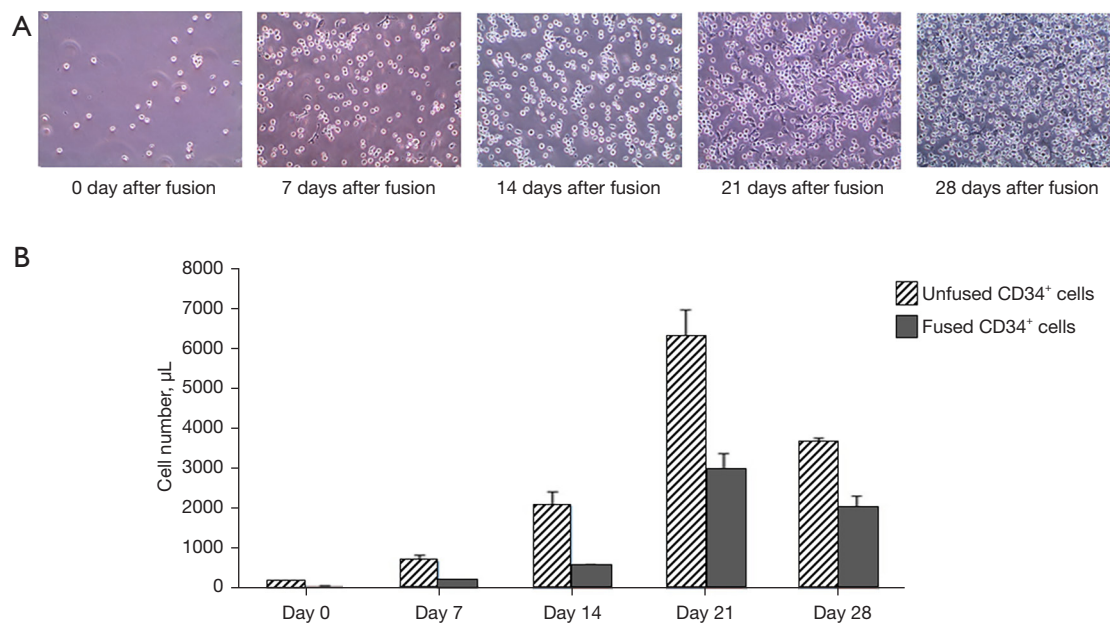 A
0 day after fusion
7 days after fusion
14 days after fusion
21 days after fusion
28 days after fusion
B
8000
7000
6000
5000
4000
3000
2000
1000
0
Cell number, µL
Unfused CD34⁺ cells
Fused CD34⁺ cells
Day 0
Day 7
Day 14
Day 21
Day 28